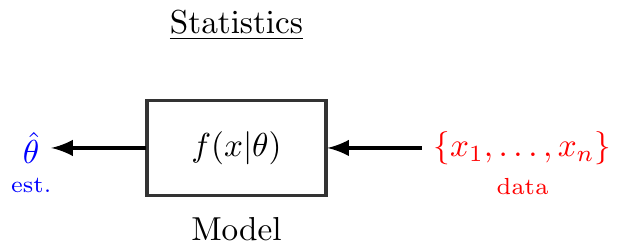 Statistics
θ̂ f(x|θ) {x₁, …, xₙ}
est. data
Model